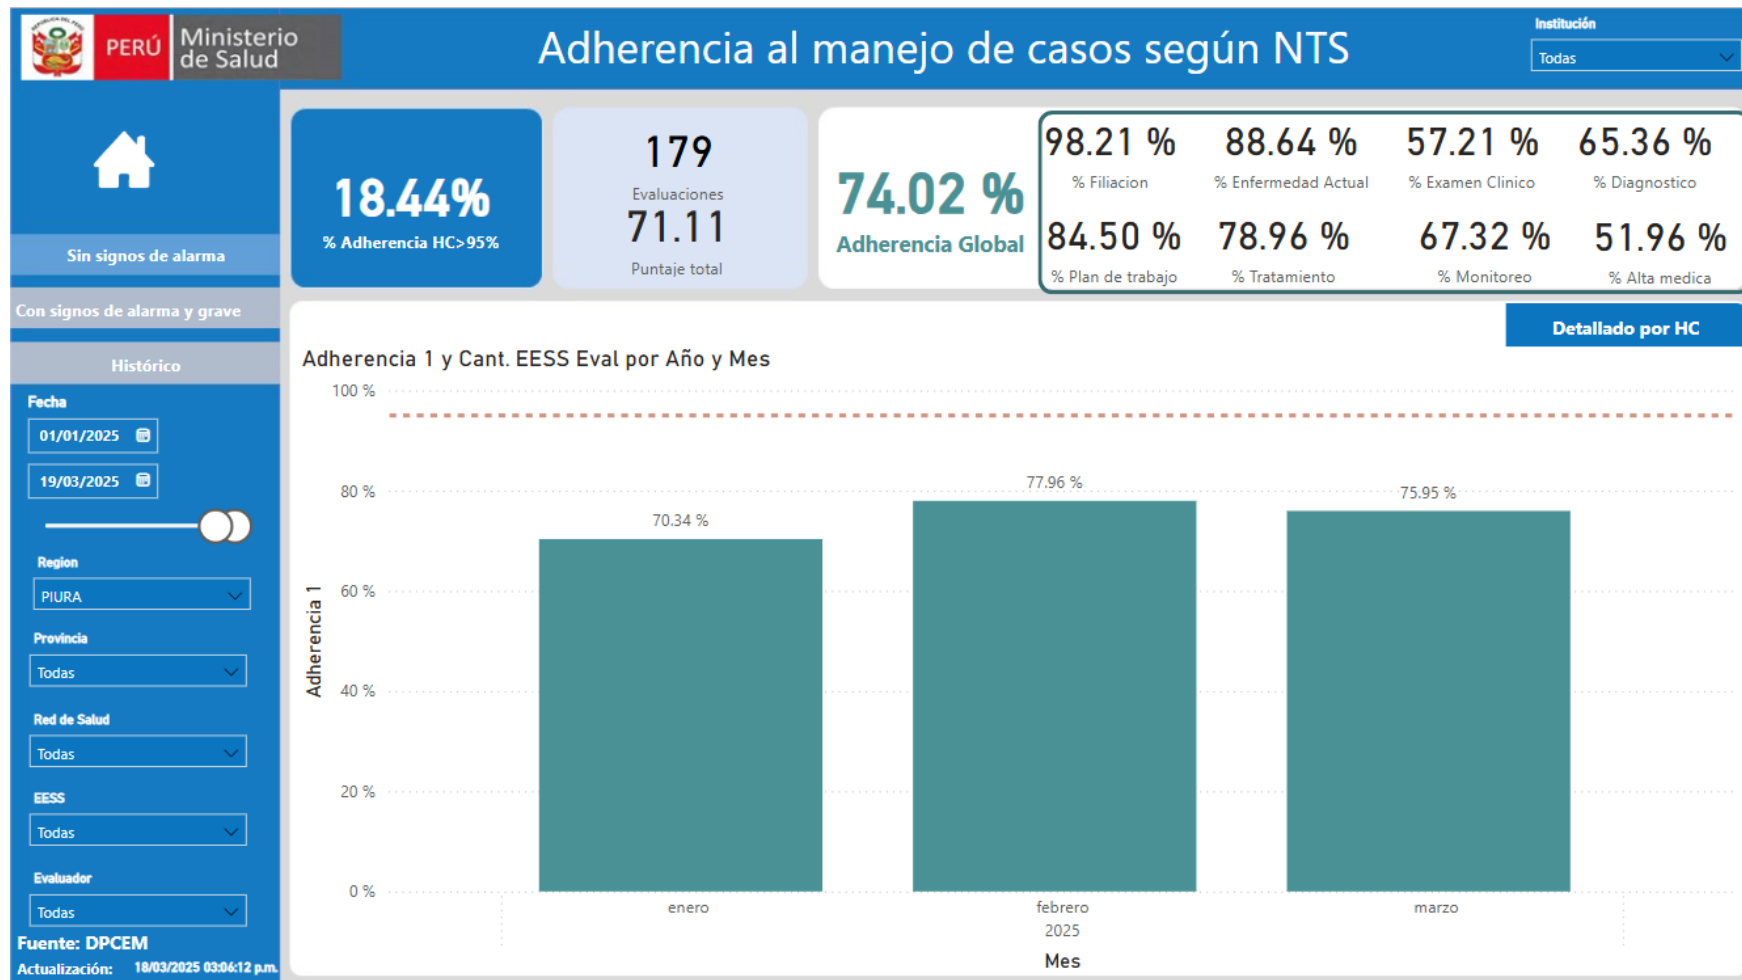 REPUBLICA DEL PERU
PERÚ
Ministerio
de Salud
Adherencia al manejo de casos según NTS
Institución
Todas
Sin signos de alarma
Con signos de alarma y grave
Histórico
Fecha
01/01/2025
19/03/2025
Region
PIURA
Provincia
Todas
Red de Salud
Todas
EESS
Todas
Evaluador
Todas
Fuente: DPCEM
Actualización: 18/03/2025 03:06:12 p.m.
18.44%
% Adherencia HC>95%
179
Evaluaciones
71.11
Puntaje total
74.02 %
Adherencia Global
98.21 %
% Filiacion
88.64 %
% Enfermedad Actual
57.21 %
% Examen Clinico
65.36 %
% Diagnostico
84.50 %
% Plan de trabajo
78.96 %
% Tratamiento
67.32 %
% Monitoreo
51.96 %
% Alta medica
Detallado por HC
Adherencia 1 y Cant. EESS Eval por Año y Mes
100 %
80 %
60 %
40 %
20 %
0 %
Adherencia 1
70.34 %
77.96 %
75.95 %
enero
febrero
marzo
2025
Mes